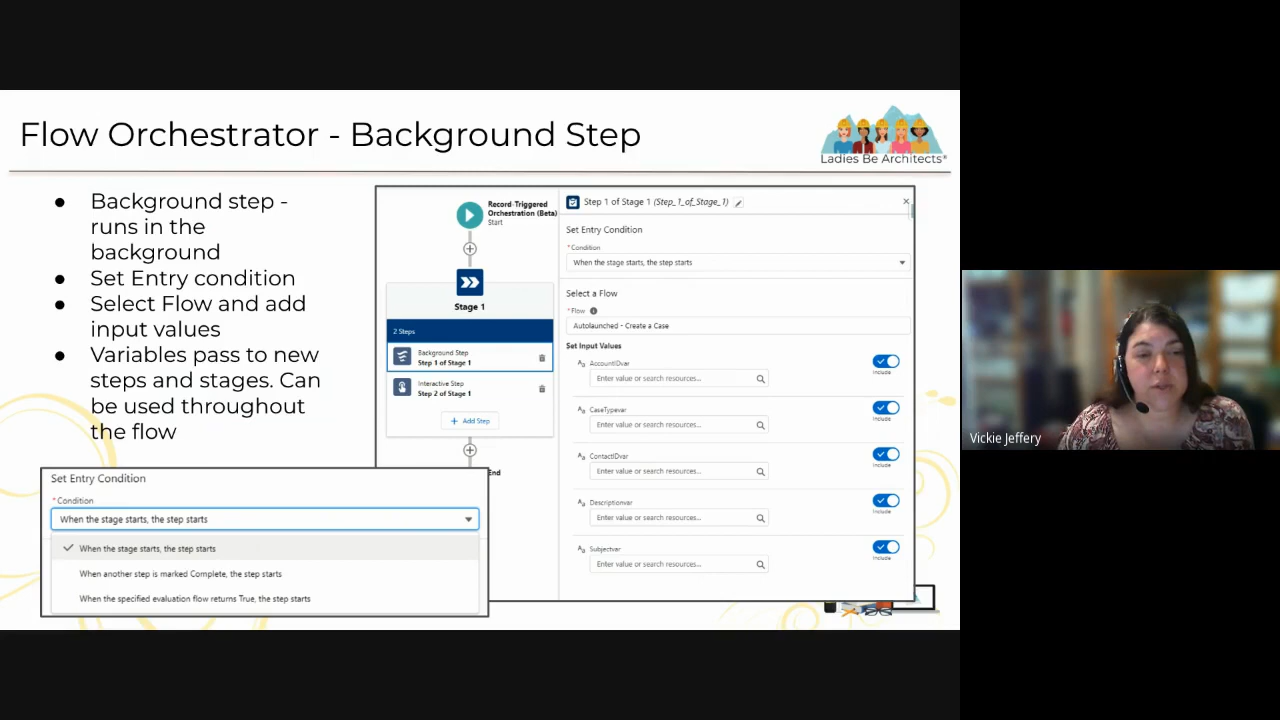 Flow Orchestrator - Background Step
Ladies Be Architects®
● Background step -
runs in the
background
● Set Entry condition
● Select Flow and add
input values
● Variables pass to new
steps and stages. Can
be used throughout
the flow
Record-Triggered
Orchestration (Beta)
Start
Stage 1
2 Steps
Background Step
Step 1 of Stage 1
Interactive Step
Step 2 of Stage 1
+ Add Step
End
Step 1 of Stage 1 (Step_1_of_Stage_1)
Set Entry Condition
*Condition
When the stage starts, the step starts
Select a Flow
*Flow
Autolaunched - Create a Case
Set Input Values
AccountIDvar
Enter value or search resources...
Include
CaseTypevar
Enter value or search resources...
Include
ContactIDvar
Enter value or search resources...
Include
Descriptionvar
Enter value or search resources...
Include
Subjectvar
Enter value or search resources...
Include
Set Entry Condition
*Condition
When the stage starts, the step starts
When the stage starts, the step starts
When another step is marked Complete, the step starts
When the specified evaluation flow returns True, the step starts
Vickie Jeffery